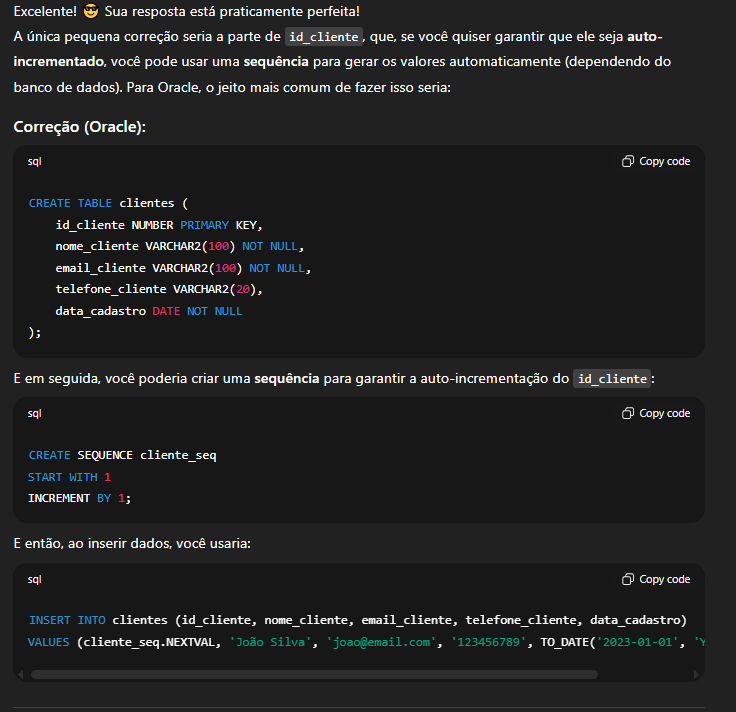 Excelente! 😎 Sua resposta está praticamente perfeita!
A única pequena correção seria a parte de id_cliente, que, se você quiser garantir que ele seja auto-
incrementado, você pode usar uma sequência para gerar os valores automaticamente (dependendo do
banco de dados). Para Oracle, o jeito mais comum de fazer isso seria:
Correção (Oracle):
sql
Copy code
CREATE TABLE clientes (
    id_cliente NUMBER PRIMARY KEY,
    nome_cliente VARCHAR2(100) NOT NULL,
    email_cliente VARCHAR2(100) NOT NULL,
    telefone_cliente VARCHAR2(20),
    data_cadastro DATE NOT NULL
);
E em seguida, você poderia criar uma sequência para garantir a auto-incrementação do id_cliente:
sql
Copy code
CREATE SEQUENCE cliente_seq
START WITH 1
INCREMENT BY 1;
E então, ao inserir dados, você usaria:
sql
Copy code
INSERT INTO clientes (id_cliente, nome_cliente, email_cliente, telefone_cliente, data_cadastro)
VALUES (cliente_seq.NEXTVAL, 'João Silva', 'joao@email.com', '123456789', TO_DATE('2023-01-01', 'Y